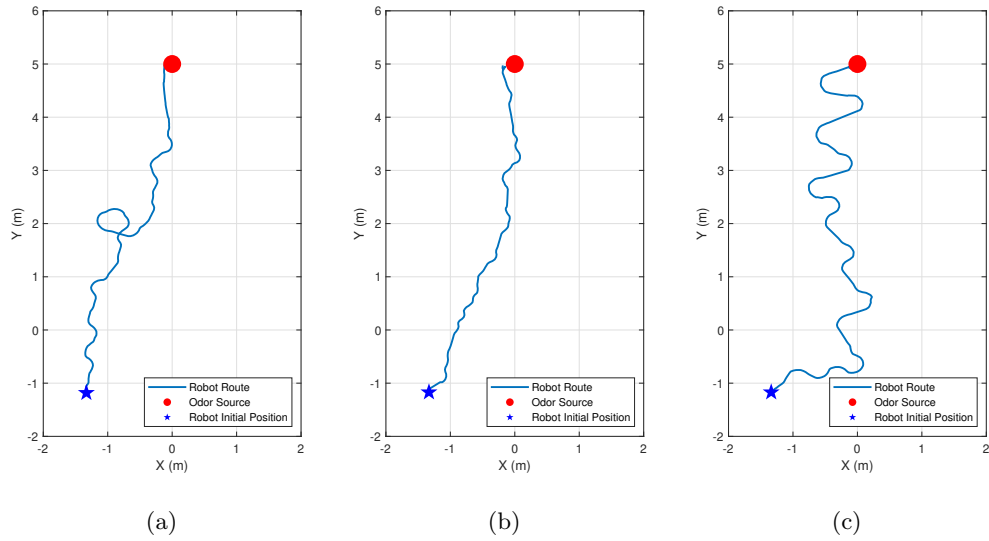 6
5
4
3
2
1
0
-1
-2
-2 -1 0 1 2
Y (m)
X (m)
Robot Route
Odor Source
Robot Initial Position
(a)
6
5
4
3
2
1
0
-1
-2
-2 -1 0 1 2
Y (m)
X (m)
Robot Route
Odor Source
Robot Initial Position
(b)
6
5
4
3
2
1
0
-1
-2
-2 -1 0 1 2
Y (m)
X (m)
Robot Route
Odor Source
Robot Initial Position
(c)